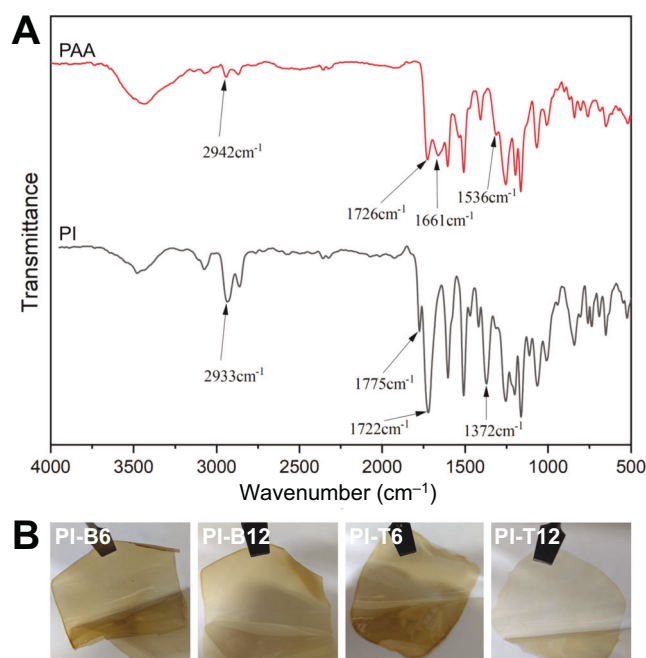 A
PAA
2942cm⁻¹
1726cm⁻¹
1661cm⁻¹
1536cm⁻¹
PI
2933cm⁻¹
1775cm⁻¹
1722cm⁻¹
1372cm⁻¹
Transmittance
4000 3500 3000 2500 2000 1500 1000 500
Wavenumber (cm⁻¹)
B
PI-B6 PI-B12 PI-T6 PI-T12